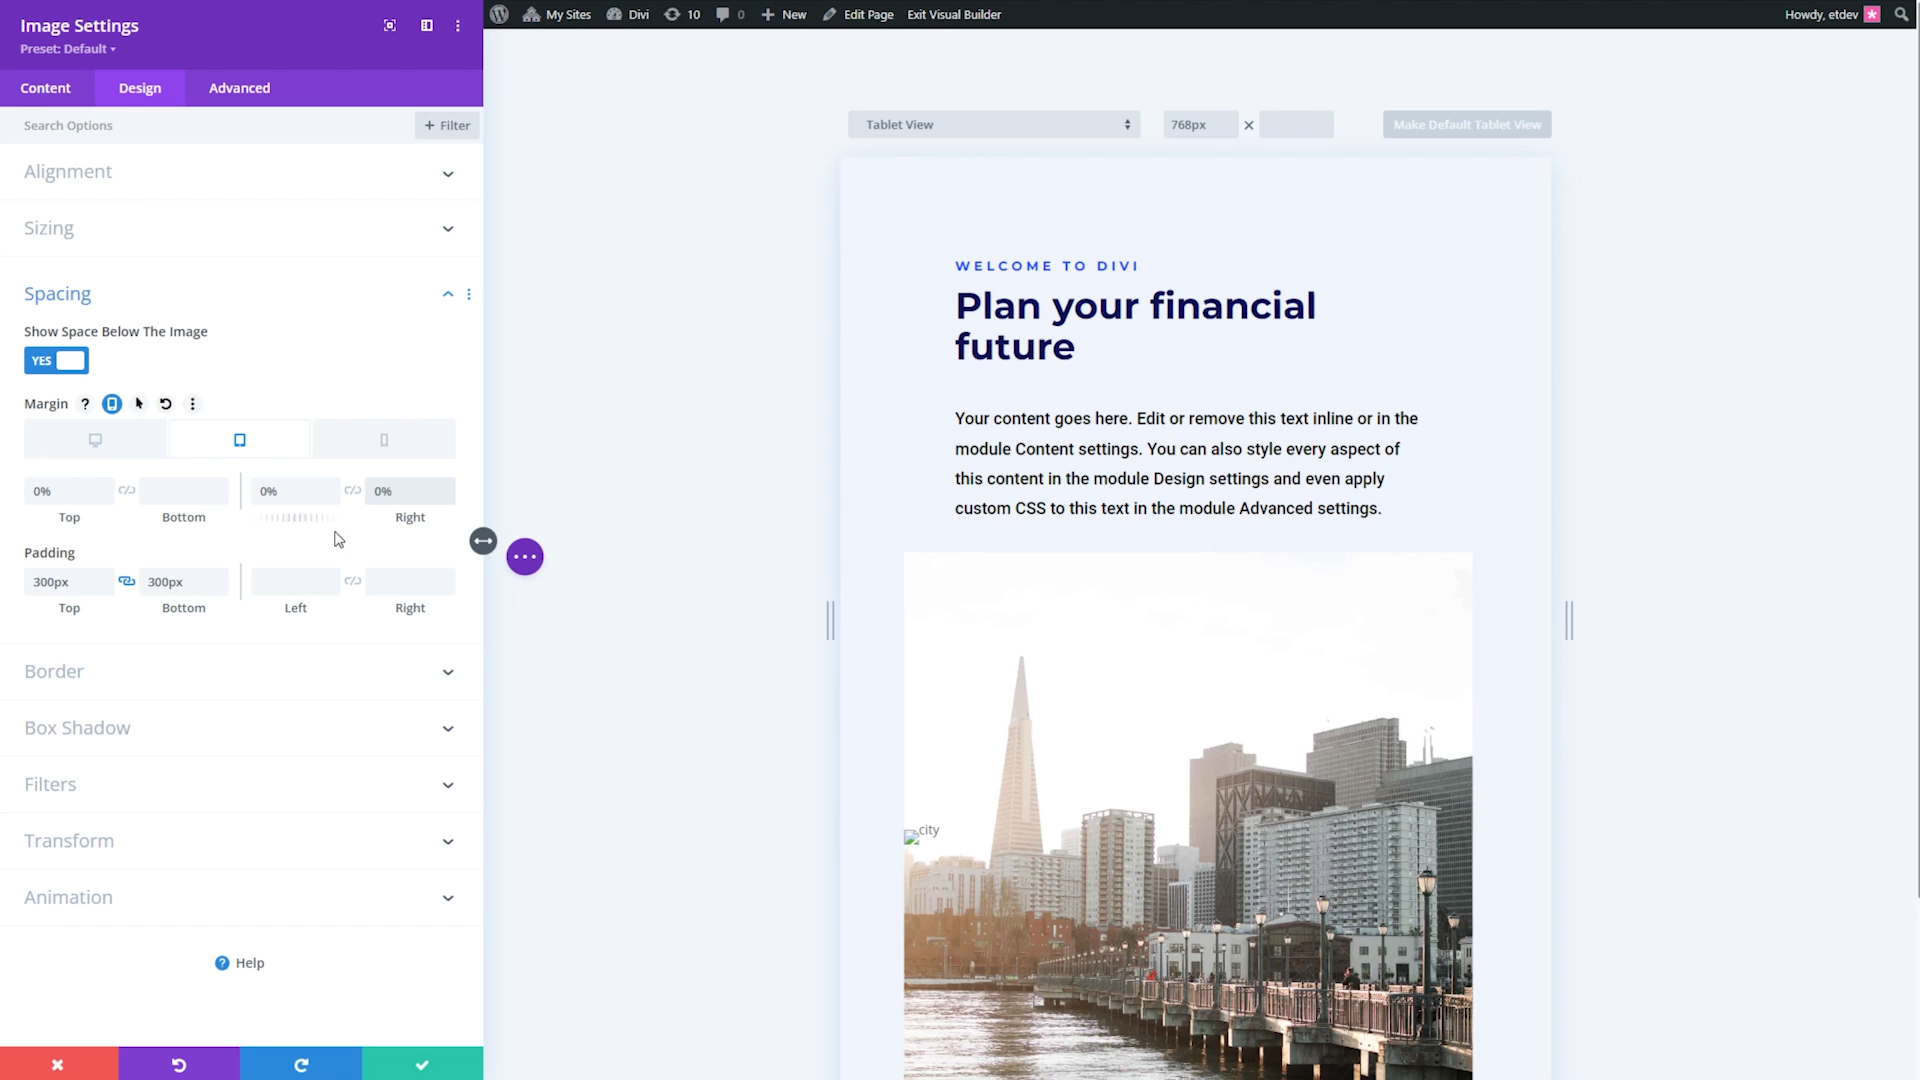 Image Settings
Preset: Default
Content
Design
Advanced
Search Options
+ Filter
Alignment
Sizing
Spacing
Show Space Below The Image
YES
Margin ?
0%
0%
0%
Top
Bottom
Right
Padding
300px
300px
Top
Bottom
Left
Right
Border
Box Shadow
Filters
Transform
Animation
? Help
My Sites
Divi
10
0
+ New
Edit Page
Exit Visual Builder
Howdy, etdev
Tablet View
768px
Make Default Tablet View
WELCOME TO DIVI
Plan your financial
future
Your content goes here. Edit or remove this text inline or in the
module Content settings. You can also style every aspect of
this content in the module Design settings and even apply
custom CSS to this text in the module Advanced settings.
city